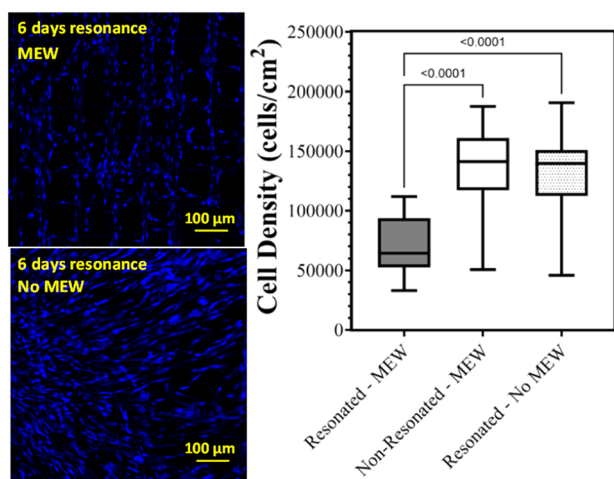 6 days resonance
MEW
100 µm
6 days resonance
No MEW
100 µm
Cell Density (cells/cm²)
250000
200000
150000
100000
50000
0
<0.0001
<0.0001
Resonated - MEW
Non-Resonated - MEW
Resonated - No MEW